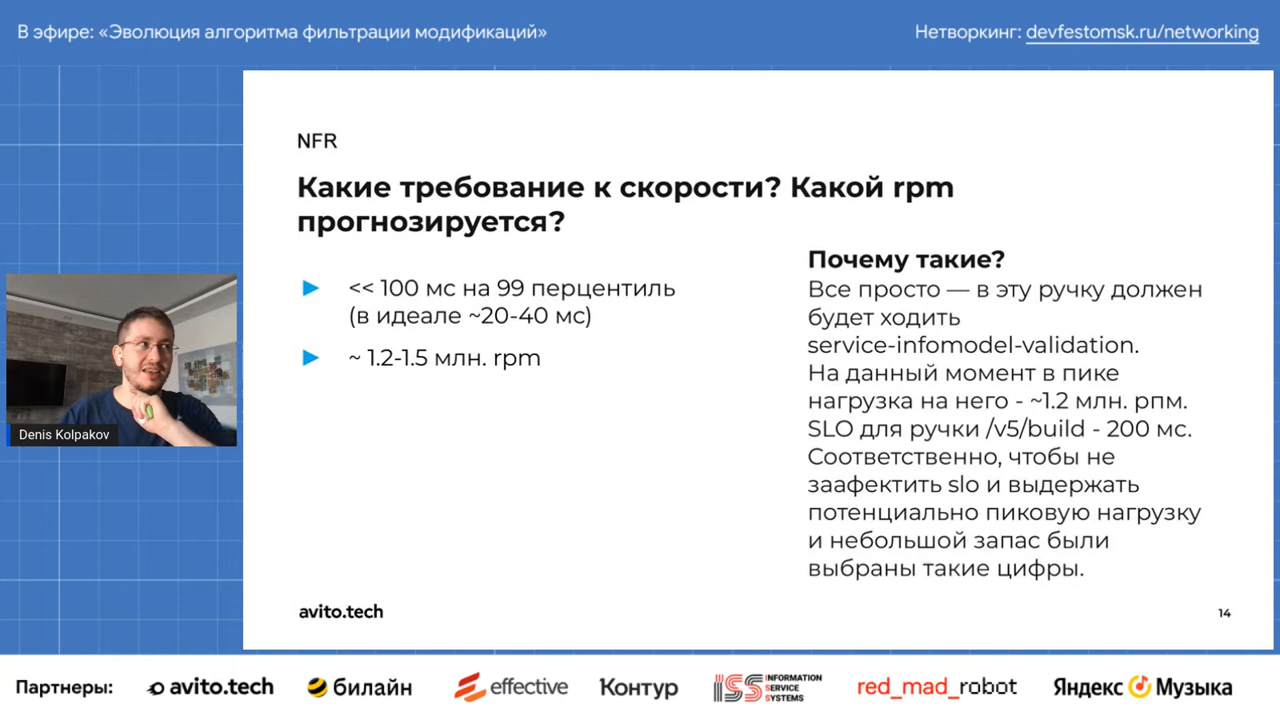 В эфире: «Эволюция алгоритма фильтрации модификаций»
Нетворкинг: devfestomsk.ru/networking
NFR
Какие требование к скорости? Какой rpm
прогнозируется?
<< 100 мс на 99 перцентиль
(в идеале ~20-40 мс)
~ 1.2-1.5 млн. rpm
Почему такие?
Все просто — в эту ручку должен
будет ходить
service-infomodel-validation.
На данный момент в пике
нагрузка на него - ~1.2 млн. рпм.
SLO для ручки /v5/build - 200 мс.
Соответственно, чтобы не
заафектить slo и выдержать
потенциально пиковую нагрузку
и небольшой запас были
выбраны такие цифры.
Denis Kolpakov
avito.tech
14
Партнеры:
avito.tech
билайн
effective
Контур
ISS INFORMATION
SERVICE
SYSTEMS
red_mad_robot
Яндекс Музыка